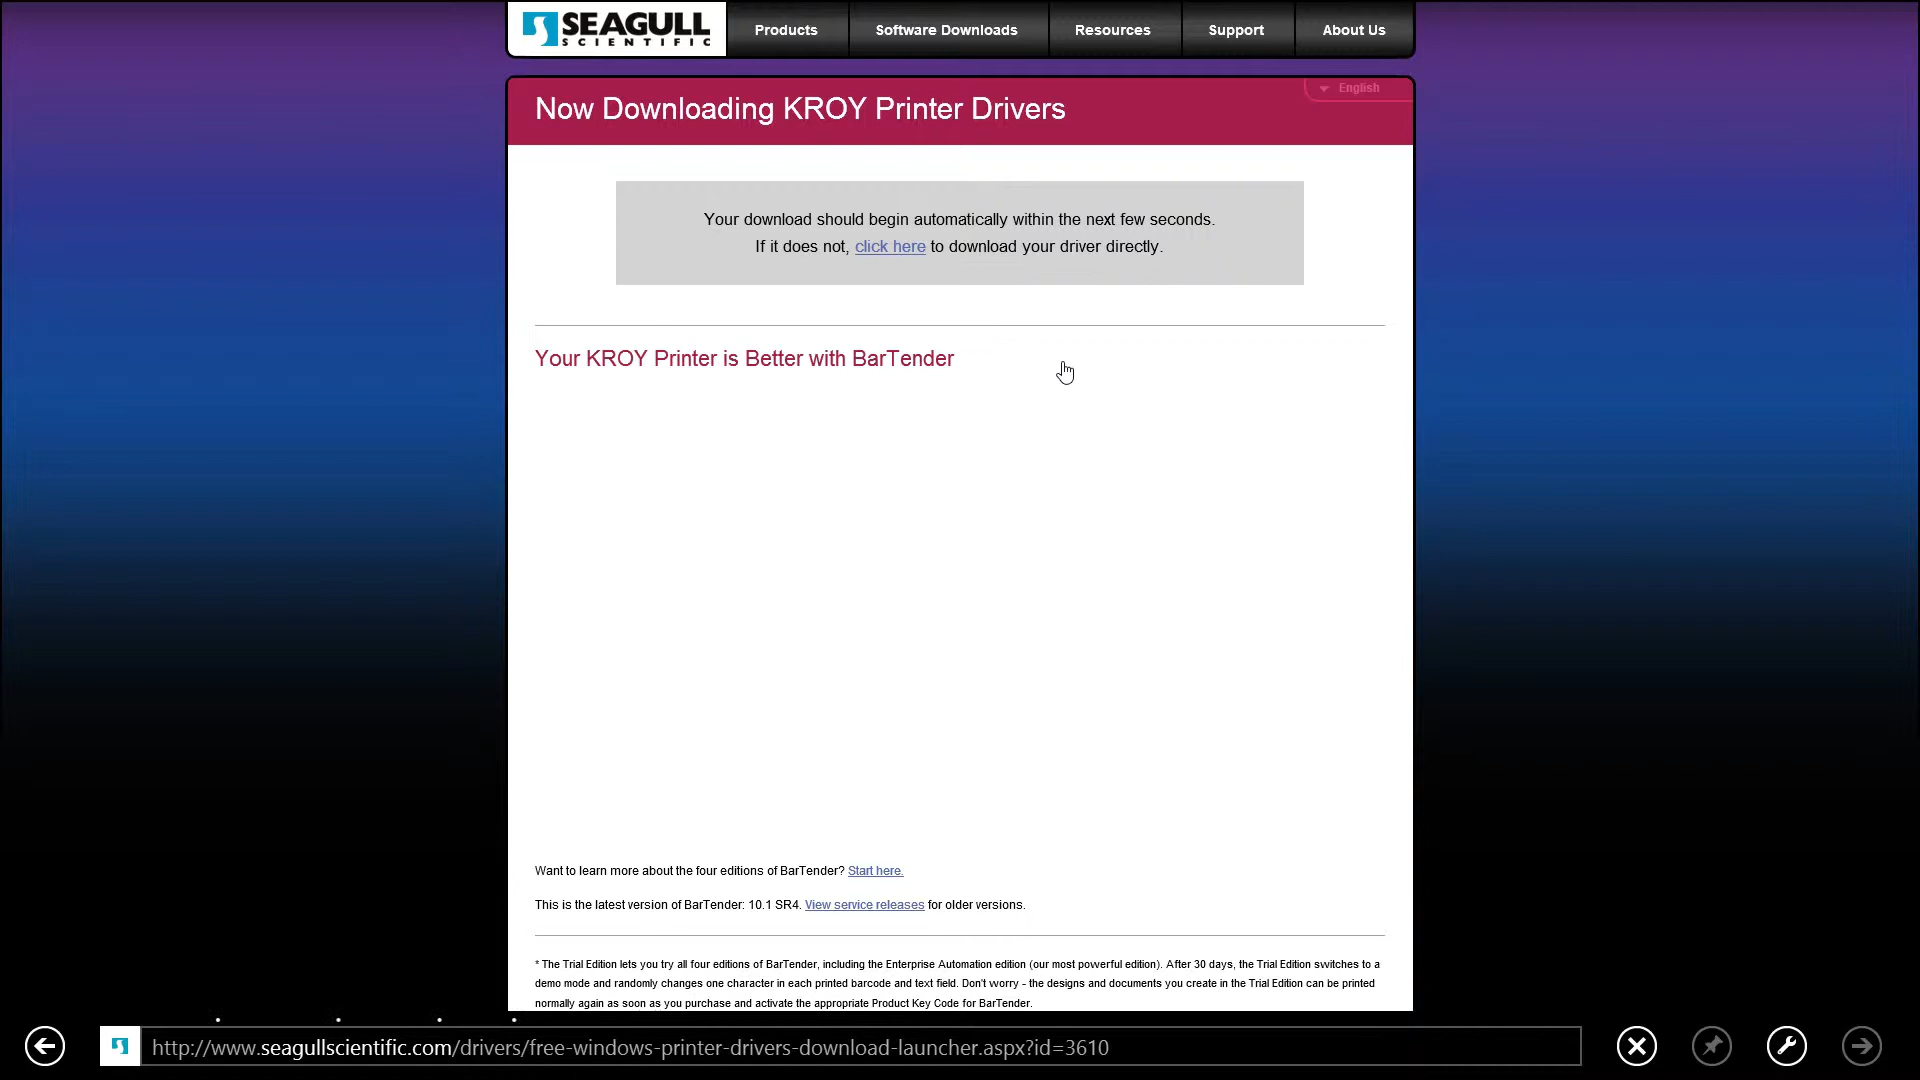 SEAGULL
SCIENTIFIC
Products
Software Downloads
Resources
Support
About Us
English
Now Downloading KROY Printer Drivers
Your download should begin automatically within the next few seconds.
If it does not, click here to download your driver directly.
Your KROY Printer is Better with BarTender
Want to learn more about the four editions of BarTender? Start here.
This is the latest version of BarTender: 10.1 SR4. View service releases for older versions.
* The Trial Edition lets you try all four editions of BarTender, including the Enterprise Automation edition (our most powerful edition). After 30 days, the Trial Edition switches to a
demo mode and randomly changes one character in each printed barcode and text field. Don't worry - the designs and documents you create in the Trial Edition can be printed
normally again as soon as you purchase and activate the appropriate Product Key Code for BarTender.
http://www.seagullscientific.com/drivers/free-windows-printer-drivers-download-launcher.aspx?id=3610